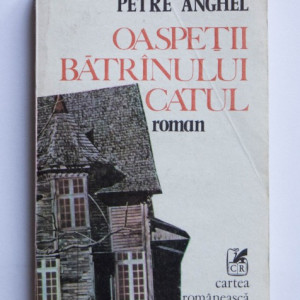 PETRE ANGHEL
OASPEȚII
BĂTRÎNULUI
CATUL
roman
CR
cartea
românească